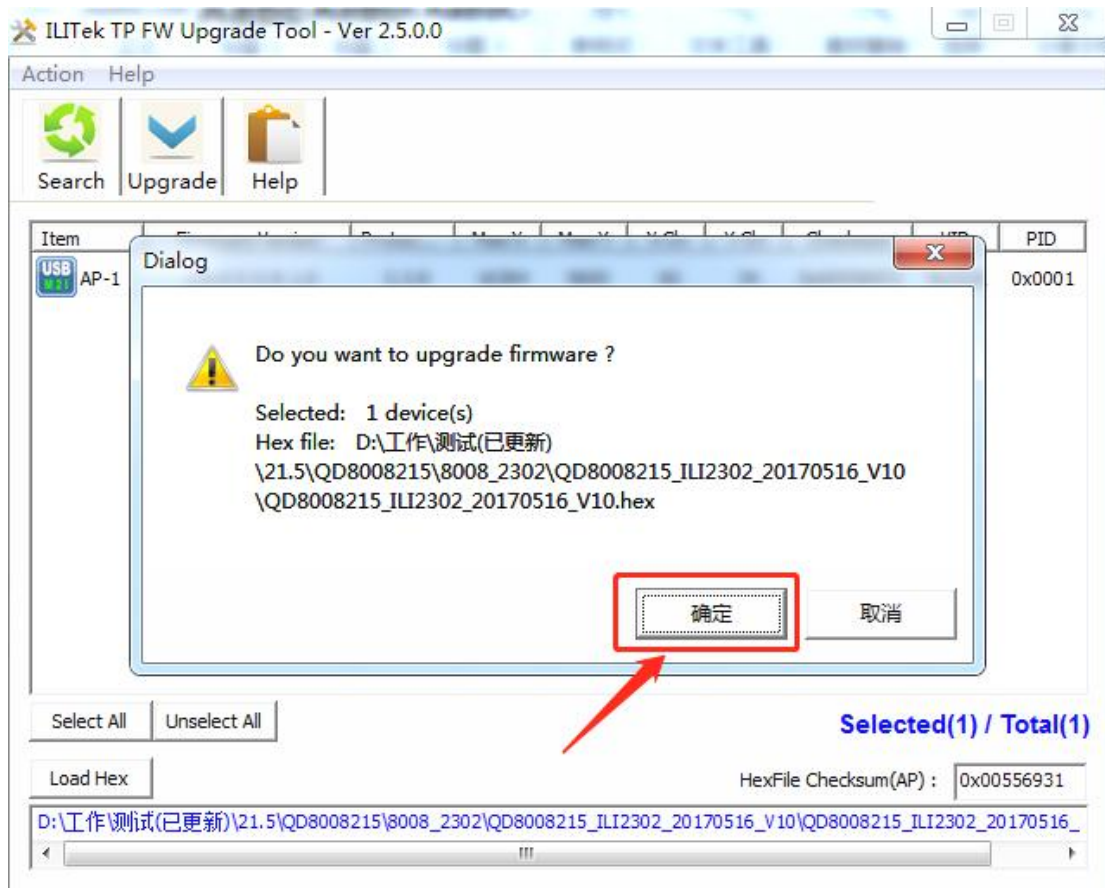 ILITek TP FW Upgrade Tool - Ver 2.5.0.0
Action Help
Search Upgrade Help
Item PID
USB AP-1 0x0001
Dialog
Do you want to upgrade firmware ?
Selected: 1 device(s)
Hex file: D:\工作\测试(已更新)
\21.5\QD8008215\8008_2302\QD8008215_ILI2302_20170516_V10
\QD8008215_ILI2302_20170516_V10.hex
确定 取消
Select All Unselect All Selected(1) / Total(1)
Load Hex HexFile Checksum(AP) : 0x00556931
D:\工作\测试(已更新)\21.5\QD8008215\8008_2302\QD8008215_ILI2302_20170516_V10\QD8008215_ILI2302_20170516_